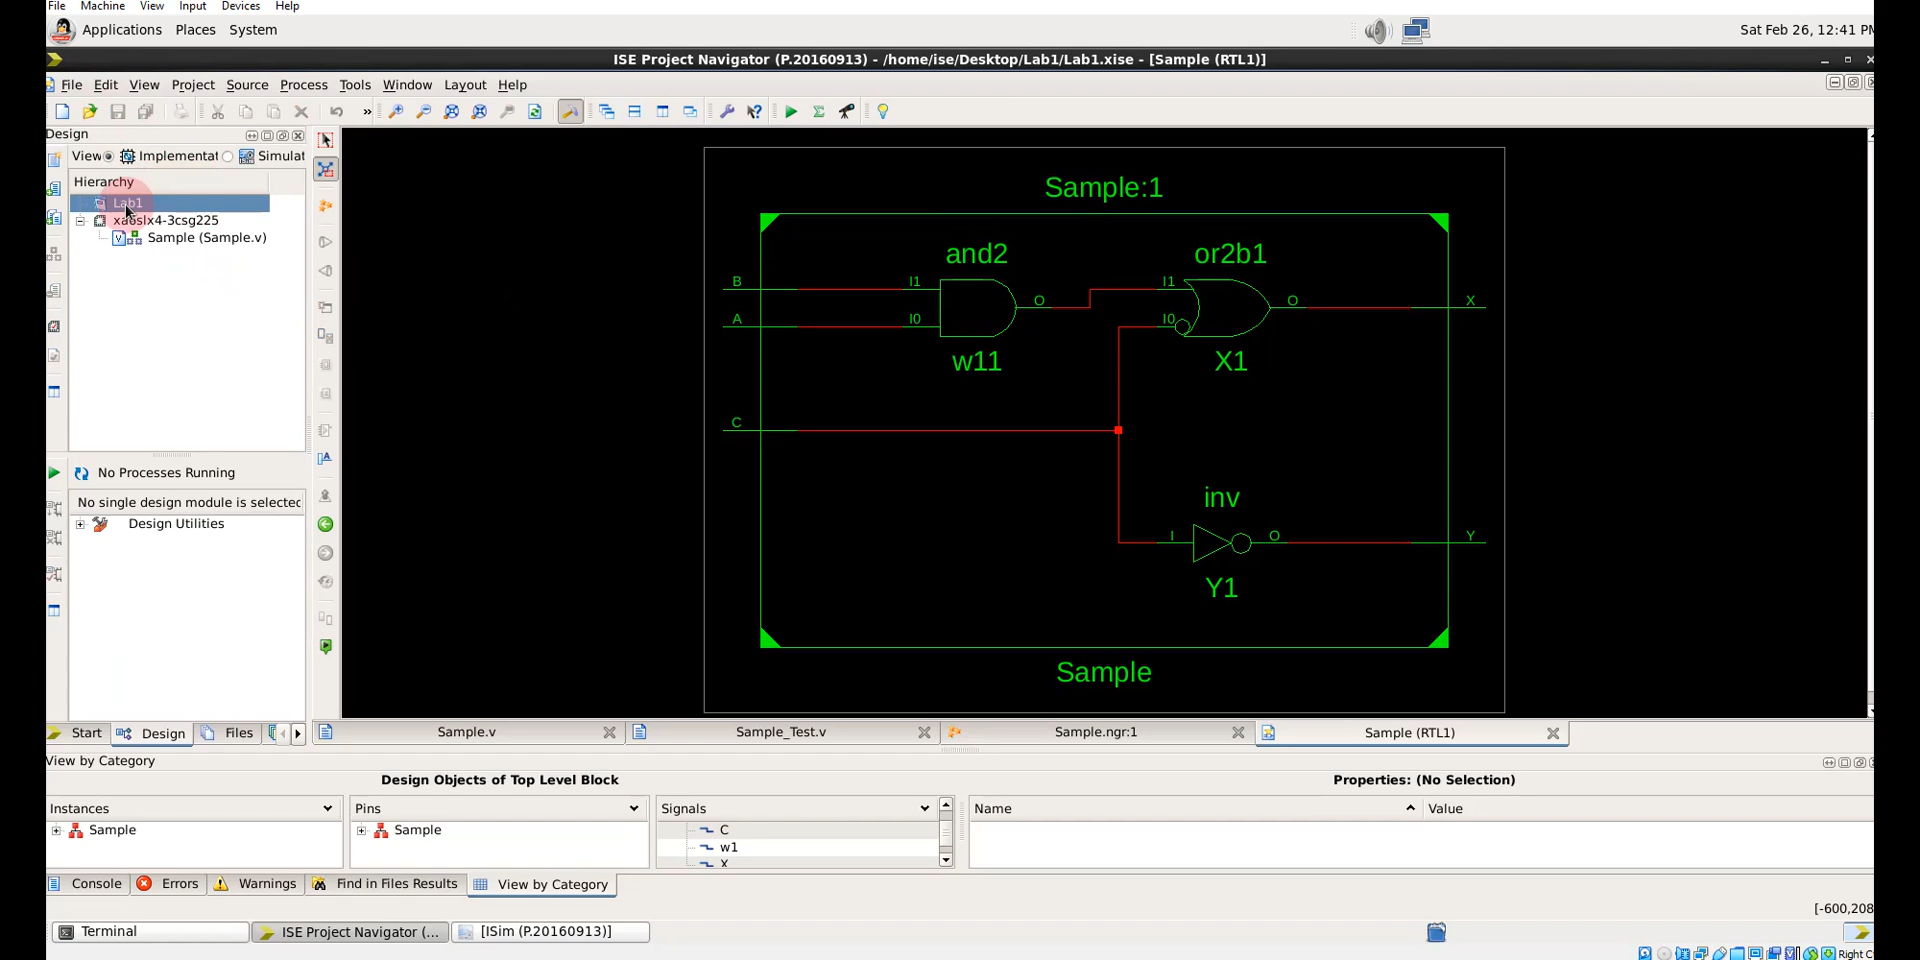 File Machine View Input Devices Help
Applications Places System
Sat Feb 26, 12:41 PM
ISE Project Navigator (P.20160913) - /home/ise/Desktop/Lab1/Lab1.xise - [Sample (RTL1)]
File Edit View Project Source Process Tools Window Layout Help
»
Design
View Implementat Simulat
Hierarchy
Lab1
xa6slx4-3csg225
Sample (Sample.v)
No Processes Running
No single design module is selected
Design Utilities
Sample:1
and2 or2b1
B I1 I1
O O X
A I0 I0
w11 X1
C
inv
I O Y
Y1
Sample
Start Design Files
Sample.v Sample_Test.v Sample.ngr:1 Sample (RTL1)
View by Category
Design Objects of Top Level Block Properties: (No Selection)
Instances Pins Signals Name Value
Sample Sample C
w1
X
Console Errors Warnings Find in Files Results View by Category
[-600,208
Terminal ISE Project Navigator (... [ISim (P.20160913)]
Right C